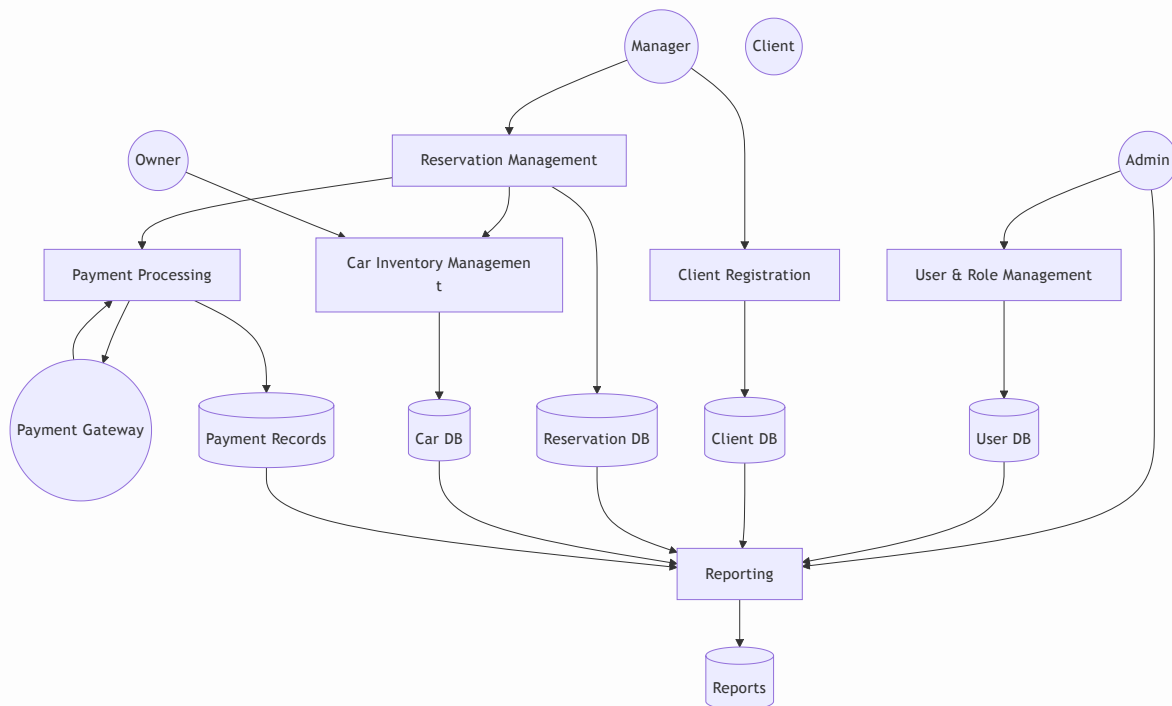 Manager
Client
Owner
Reservation Management
Admin
Payment Processing
Car Inventory Managemen
t
Client Registration
User & Role Management
Payment Gateway
Payment Records
Car DB
Reservation DB
Client DB
User DB
Reporting
Reports